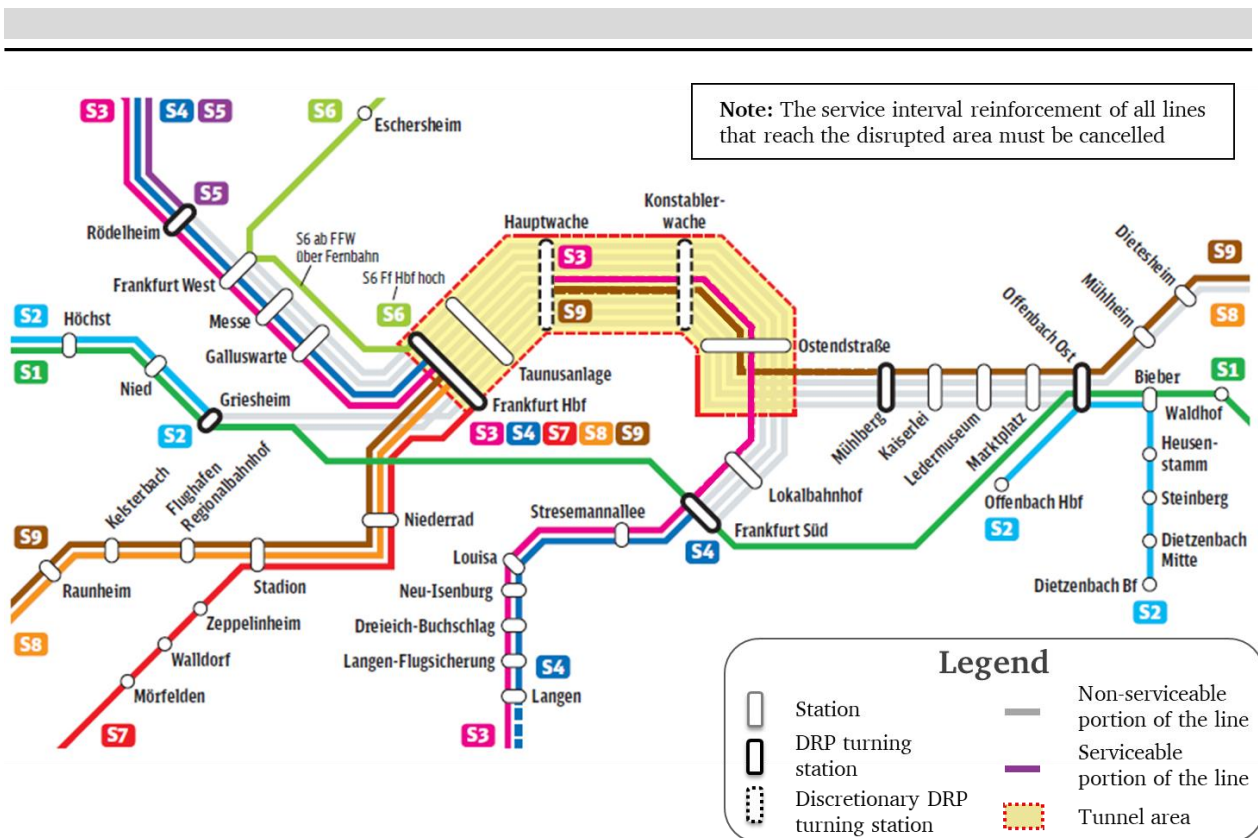 Note: The service interval reinforcement of all lines
that reach the disrupted area must be cancelled
S3
S4
S5
S6
Eschersheim
S5
Rödelheim
S6 ab FFW
über Fernbahn
Frankfurt West
S6 Ff Hbf hoch
S6
Messe
Galluswarte
Hauptwache
Konstabler-
wache
S3
S9
Ostendstraße
Taunusanlage
Frankfurt Hbf
S3
S4
S7
S8
S9
S2
Höchst
S1
Nied
Griesheim
S2
Kelsterbach
Flughafen
Regionalbahnhof
Niederrad
S9
Raunheim
Stadion
S8
Zeppelinheim
Walldorf
Mörfelden
S7
Stresemannallee
Lokalbahnhof
Frankfurt Süd
S4
Louisa
Neu-Isenburg
Dreieich-Buchschlag
Langen-Flugsicherung
S4
Langen
S3
Mühlberg
Kaiserlei
Ledermuseum
Marktplatz
Offenbach Ost
Mühlheim
Dietesheim
S9
S8
Bieber
S1
Waldhof
Offenbach Hbf
S2
Heusen-
stamm
Steinberg
Dietzenbach
Mitte
Dietzenbach Bf
S2
Legend
Station
DRP turning
station
Discretionary DRP
turning station
Non-serviceable
portion of the line
Serviceable
portion of the line
Tunnel area